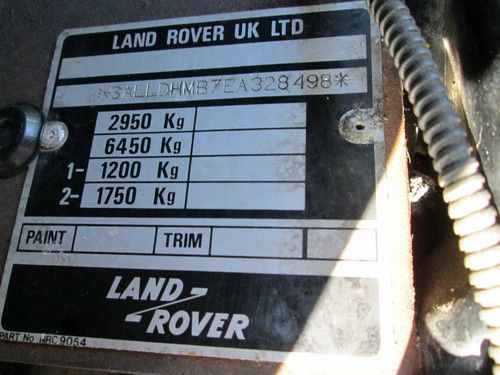 LAND ROVER UK LTD
*SALLDHMB7EA328498*
2950 Kg
6450 Kg
1- 1200 Kg
2- 1750 Kg
PAINT TRIM
LAND
ROVER
PART No NRC9054